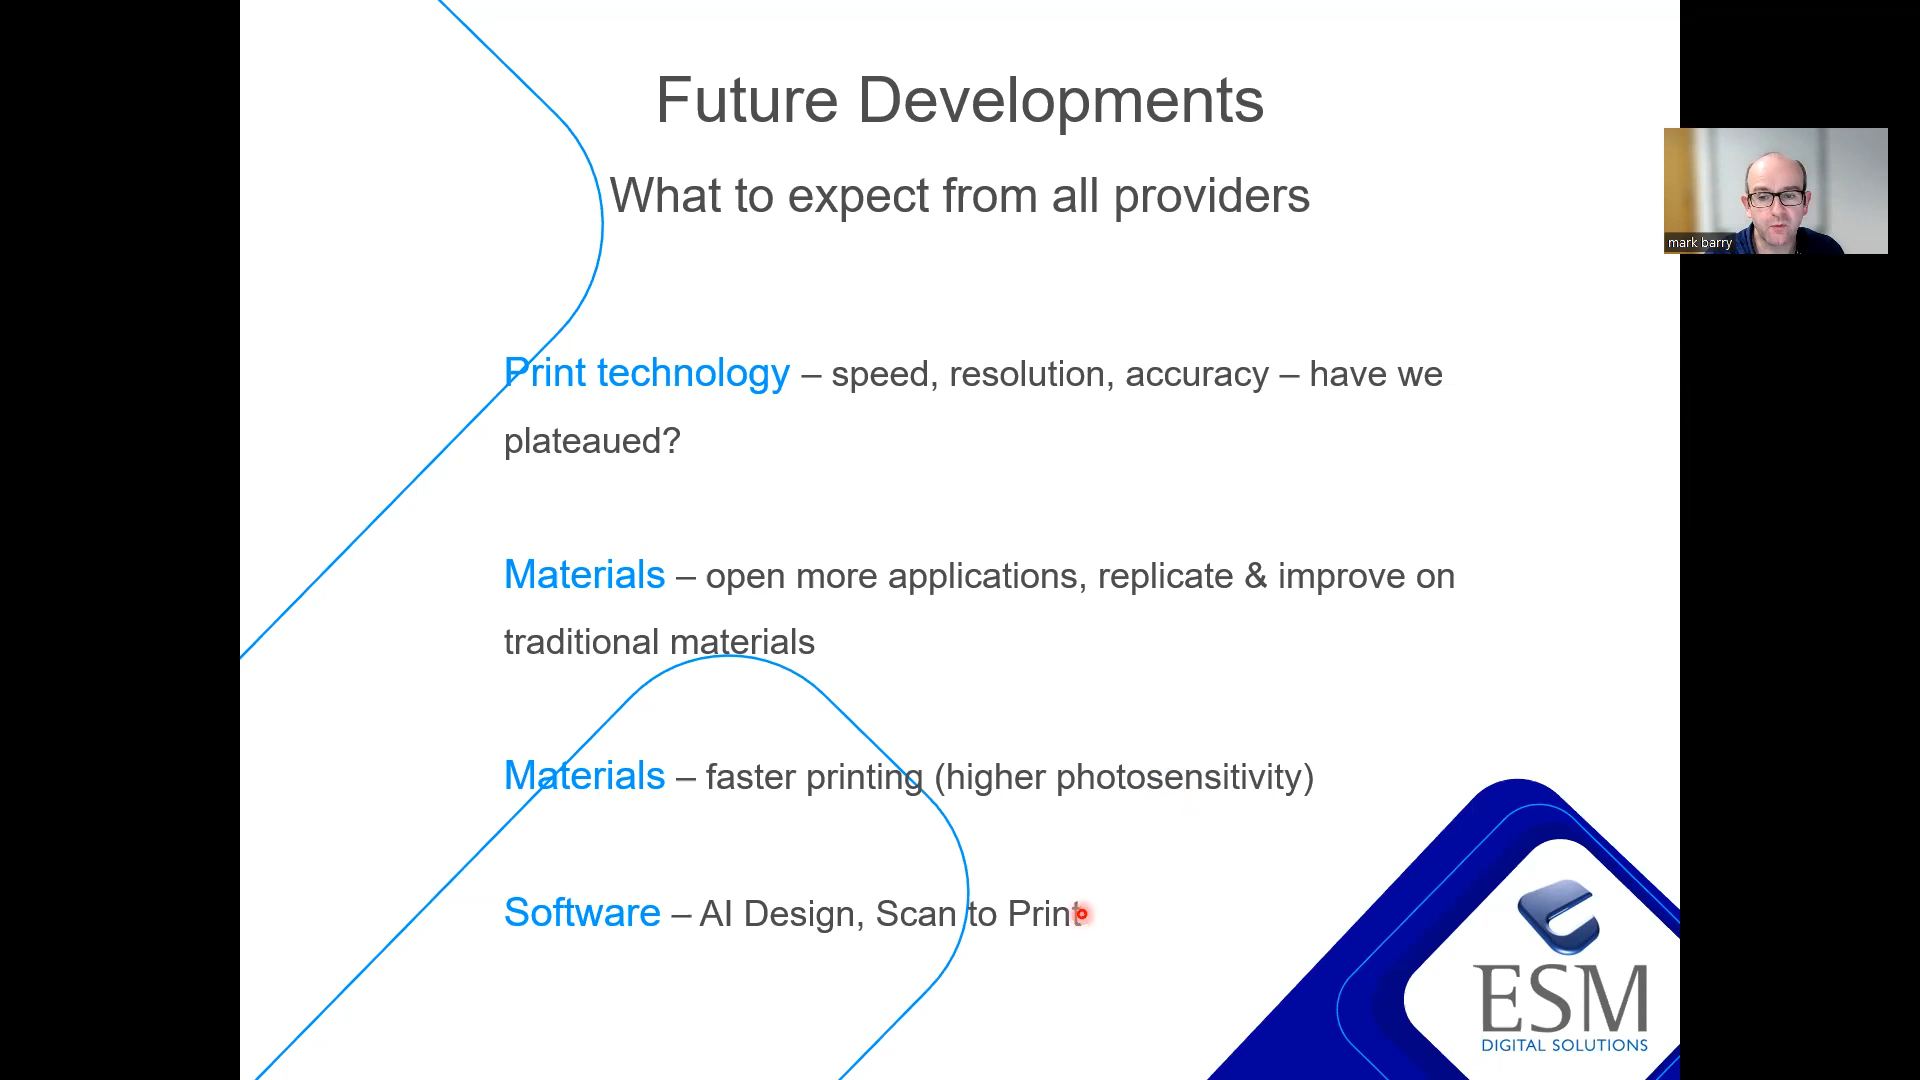 Future Developments
What to expect from all providers
mark barry
Print technology – speed, resolution, accuracy – have we
plateaued?
Materials – open more applications, replicate & improve on
traditional materials
Materials – faster printing (higher photosensitivity)
Software – AI Design, Scan to Print
ESM
DIGITAL SOLUTIONS